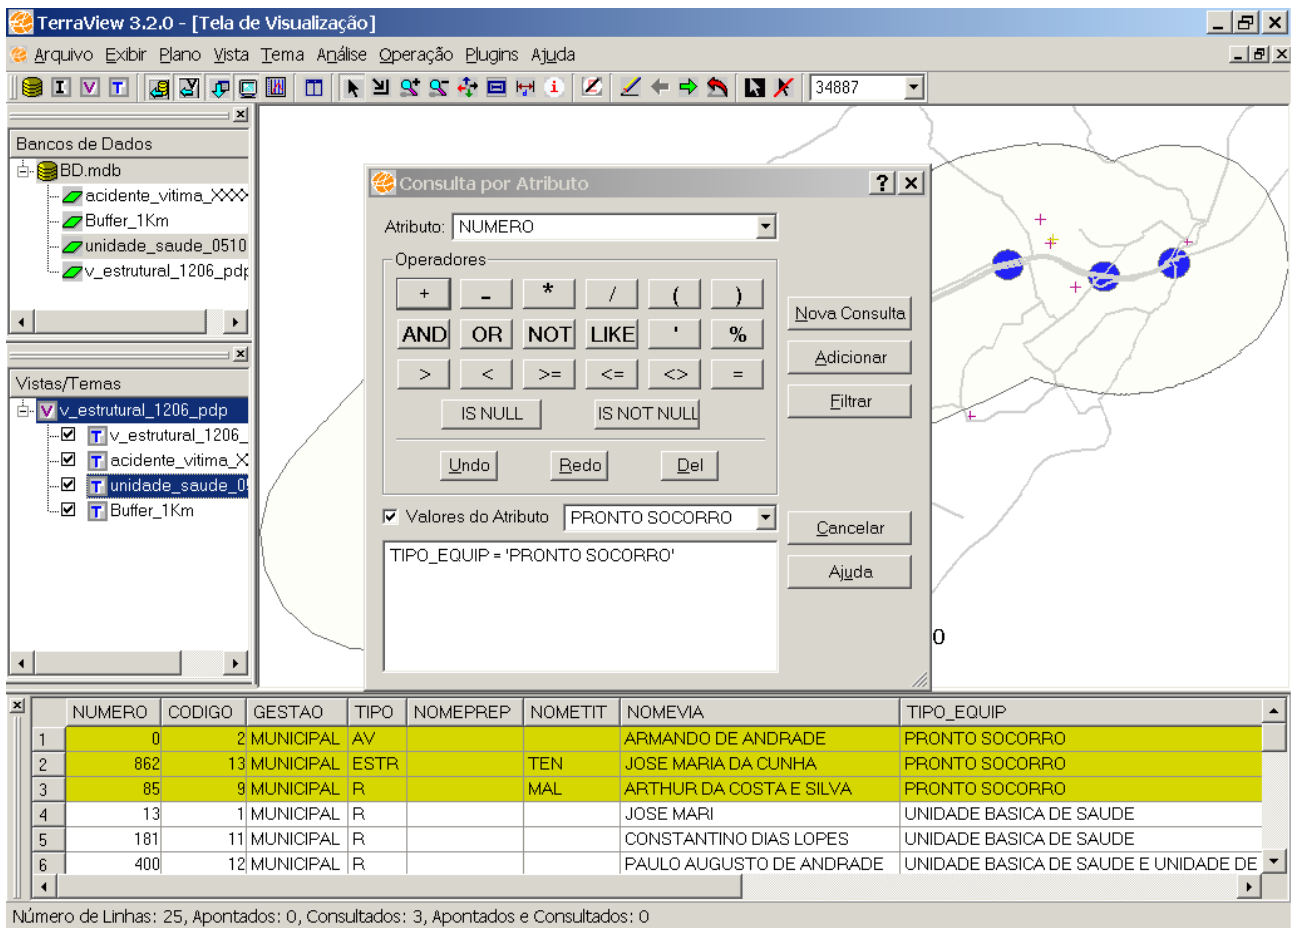 TerraView 3.2.0 - [Tela de Visualização]
Arquivo Exibir Plano Vista Tema Análise Operação Plugins Ajuda
I V T i 34887
Bancos de Dados
BD.mdb
acidente_vitima_XXX
Buffer_1Km
unidade_saude_0510
v_estrutural_1206_pdp
Vistas/Temas
V v_estrutural_1206_pdp
T v_estrutural_1206_
T acidente_vitima_X
T unidade_saude_0
T Buffer_1Km
Consulta por Atributo
Atributo: NUMERO
Operadores
+ - * / ( )
AND OR NOT LIKE ' %
> < >= <= <> =
IS NULL IS NOT NULL
Undo Redo Del
Nova Consulta
Adicionar
Filtrar
Valores do Atributo PRONTO SOCORRO
TIPO_EQUIP = 'PRONTO SOCORRO'
Cancelar
Ajuda
0
NUMERO CODIGO GESTAO TIPO NOMEPREP NOMETIT NOMEVIA TIPO_EQUIP
1 0 2 MUNICIPAL AV ARMANDO DE ANDRADE PRONTO SOCORRO
2 862 13 MUNICIPAL ESTR TEN JOSE MARIA DA CUNHA PRONTO SOCORRO
3 85 9 MUNICIPAL R MAL ARTHUR DA COSTA E SILVA PRONTO SOCORRO
4 13 1 MUNICIPAL R JOSE MARI UNIDADE BASICA DE SAUDE
5 181 11 MUNICIPAL R CONSTANTINO DIAS LOPES UNIDADE BASICA DE SAUDE
6 400 12 MUNICIPAL R PAULO AUGUSTO DE ANDRADE UNIDADE BASICA DE SAUDE E UNIDADE DE
Número de Linhas: 25, Apontados: 0, Consultados: 3, Apontados e Consultados: 0